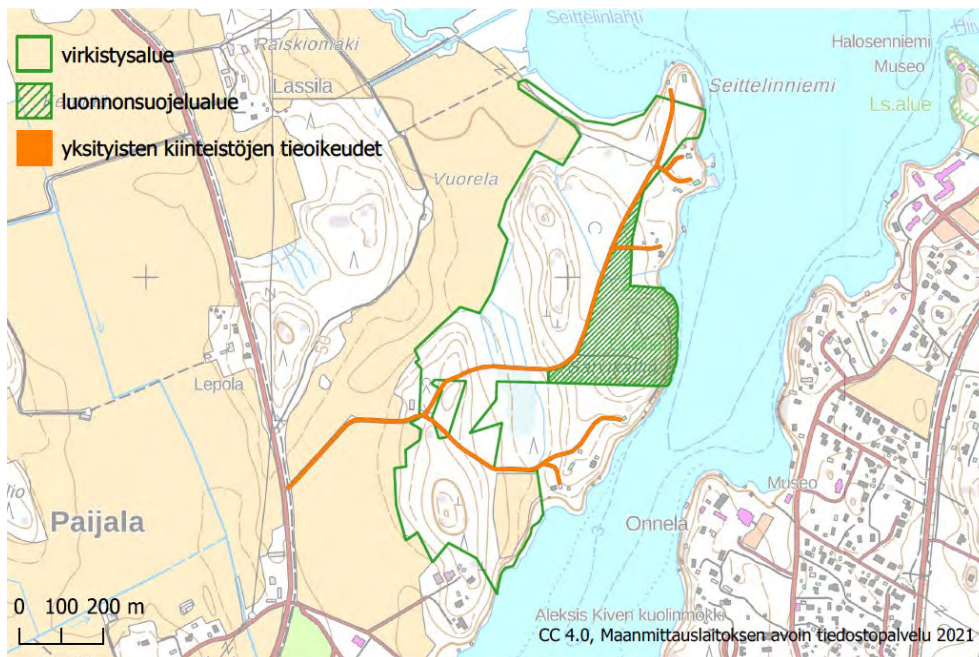 virkistysalue
luonnonsuojelualue
yksityisten kiinteistöjen tieoikeudet
Seittelinlahti
Raiskiomäki
Lassila
Halosenniemi
Museo
Seittelinniemi
Ls.alue
Vuorela
Lepola
Paijala
Museo
Onnela
Aleksis Kiven kuolinmökki
0 100 200 m
CC 4.0, Maanmittauslaitoksen avoin tiedostopalvelu 2021